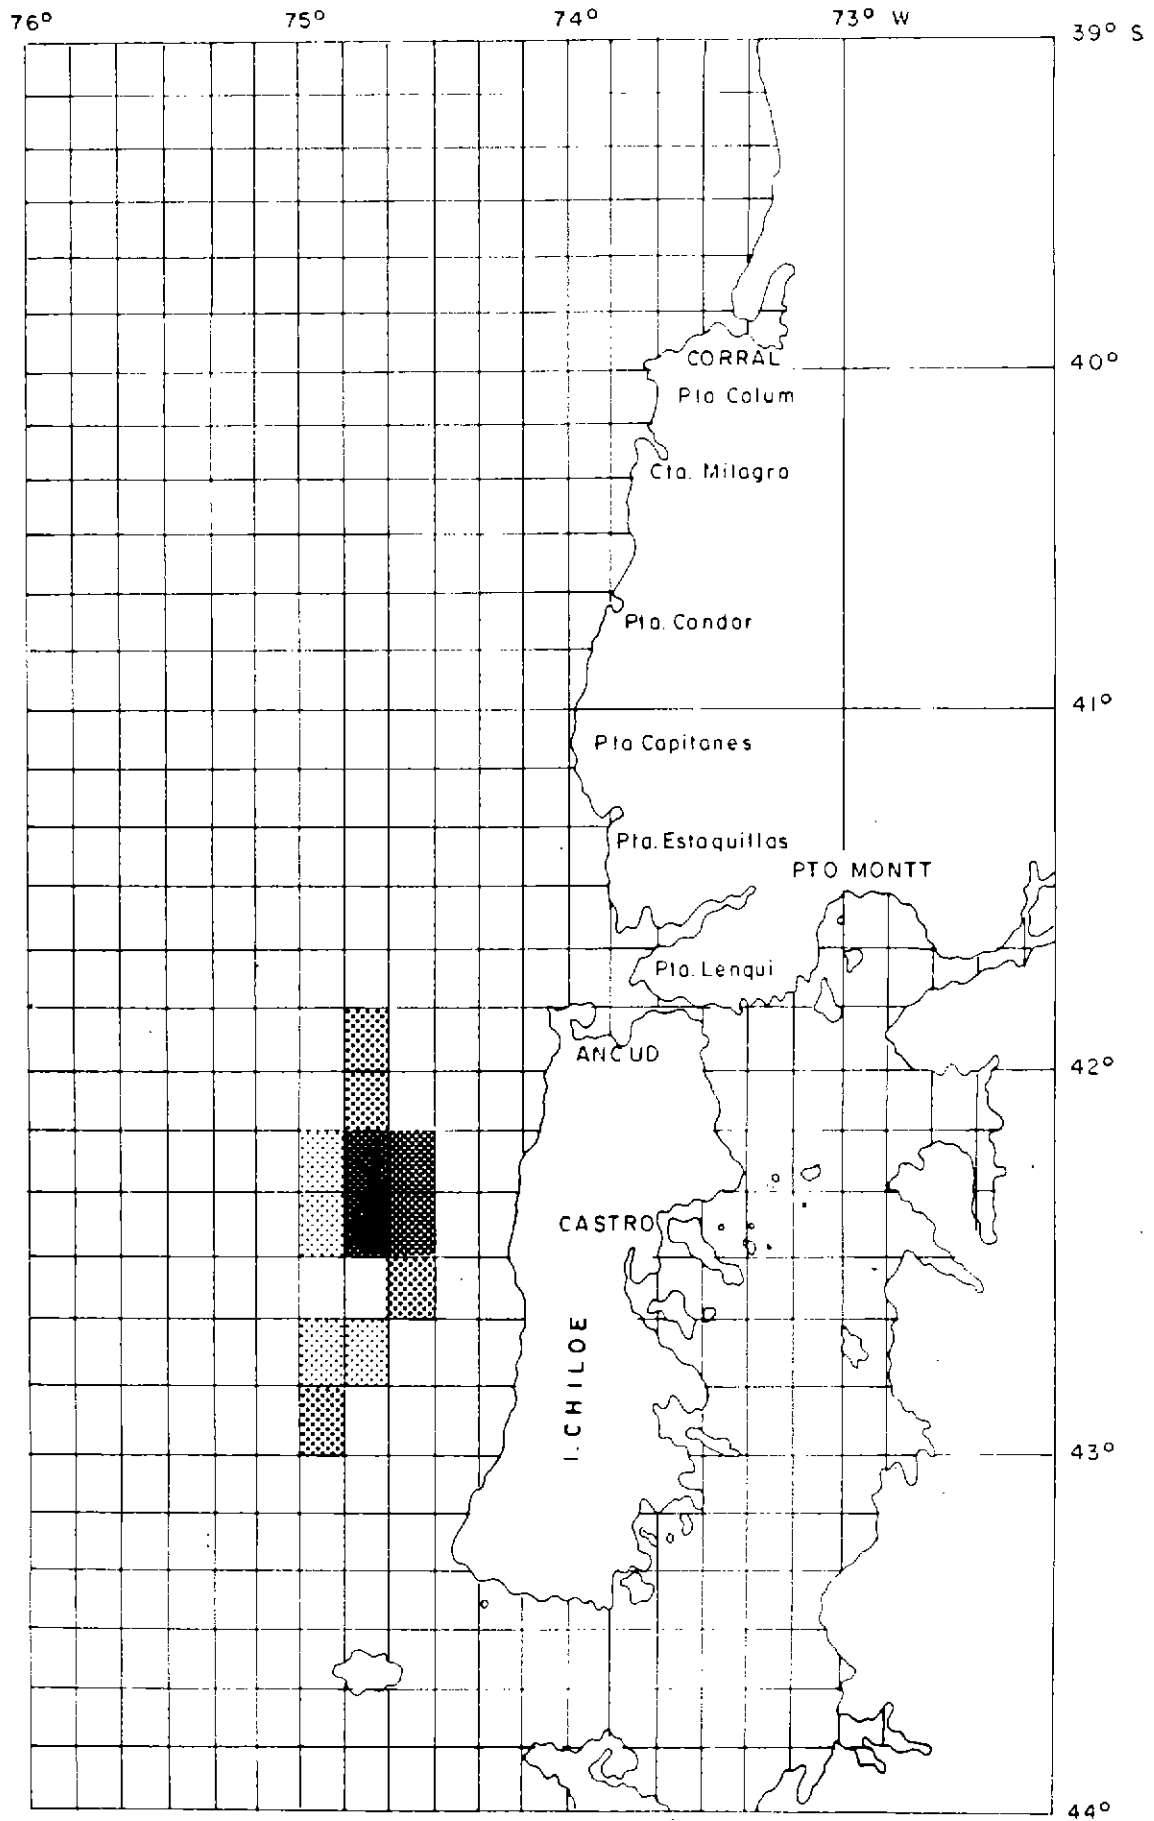 76° 75° 74° 73° W
39° S
CORRAL
40°
Pta Galum
Cta. Milagro
Pta. Condor
41°
Pta Capitanes
Pta. Estaquillas
PTO MONTT
Pta. Lenqui
ANCUD
42°
CASTRO
I. CHILOE
43°
44°